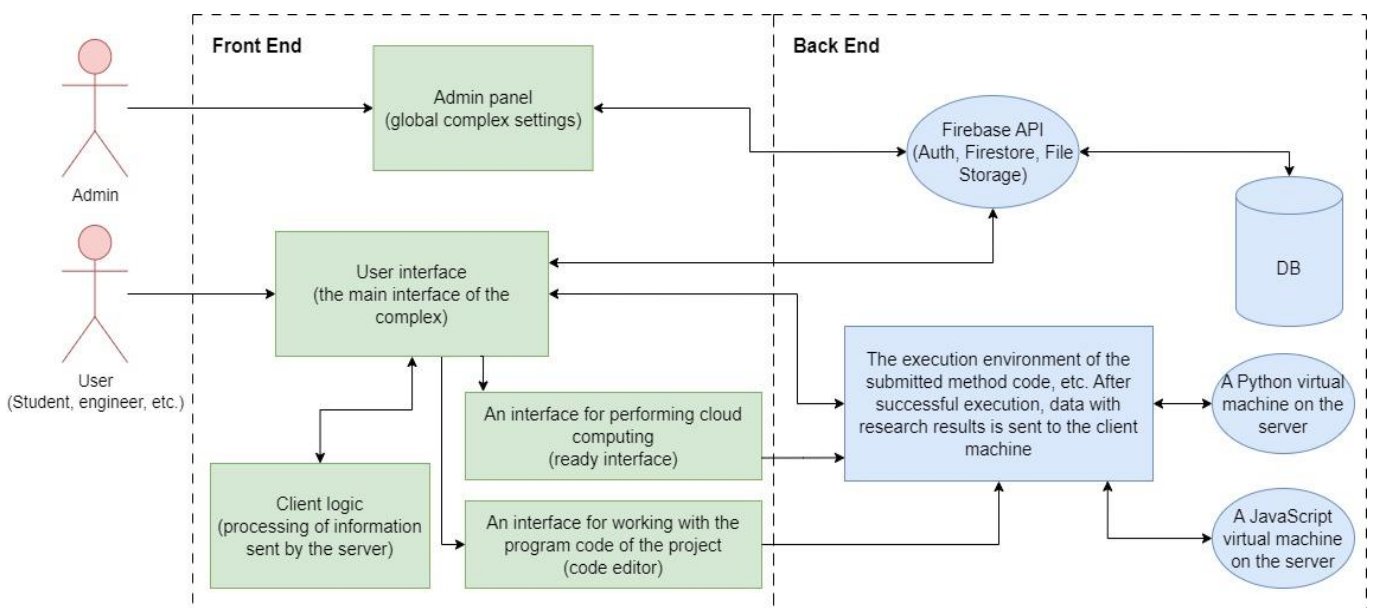 Front End
Back End
Admin panel
(global complex settings)
Firebase API
(Auth, Firestore, File
Storage)
Admin
User interface
(the main interface of the
complex)
DB
User
(Student, engineer, etc.)
The execution environment of the
submitted method code, etc. After
successful execution, data with
research results is sent to the client
machine
A Python virtual
machine on the
server
An interface for performing cloud
computing
(ready interface)
Client logic
(processing of information
sent by the server)
An interface for working with the
program code of the project
(code editor)
A JavaScript
virtual machine
on the server